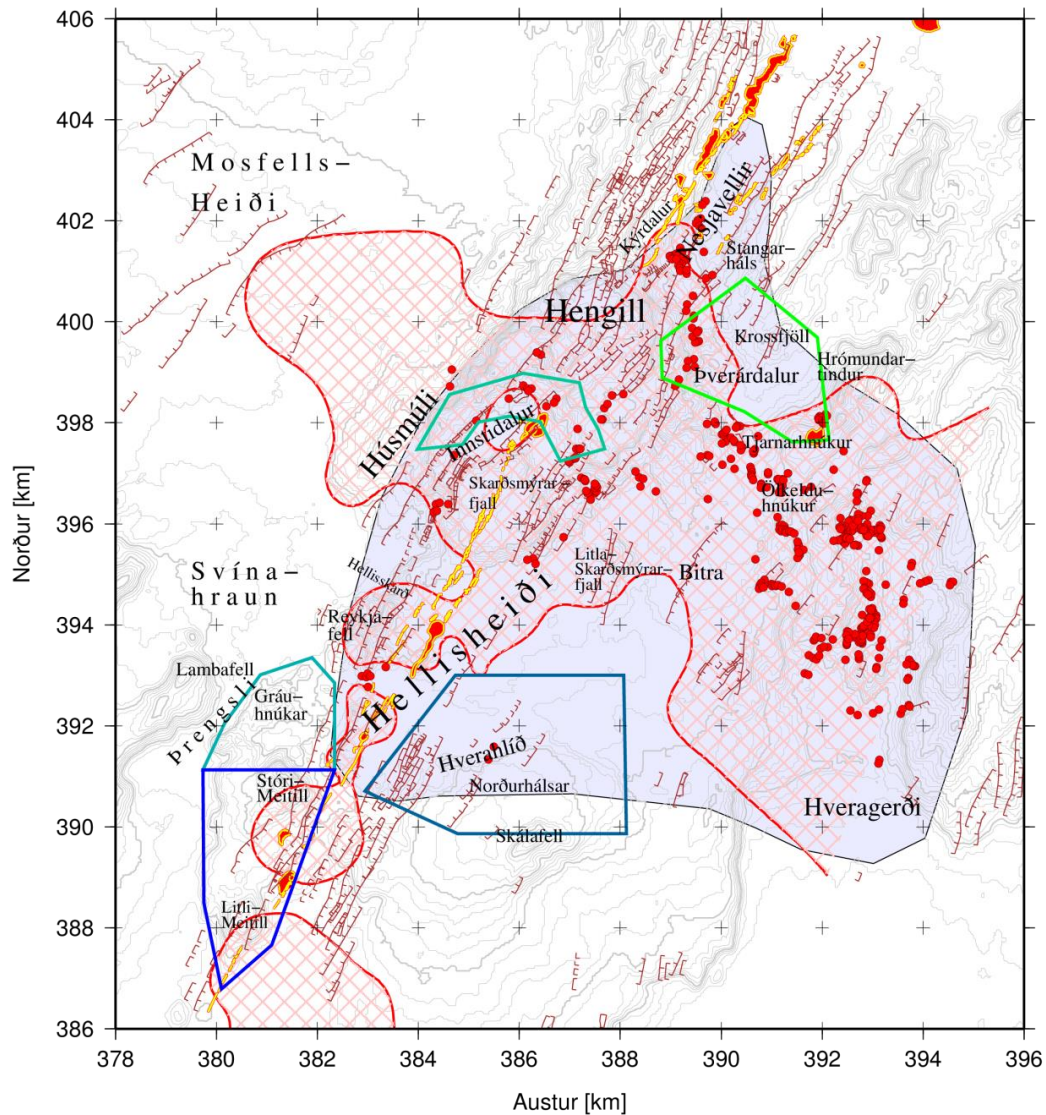 406
404
402
400
398
396
394
392
390
388
386
Norður [km]
378
380
382
384
386
388
390
392
394
396
Austur [km]
Mosfells–
Heiði
Kýrdalur
Nesjavellir
Stangar–
háls
Hengill
Krossfjöll
Hrómundar–
tindur
Þverárdalur
Húsmúli
Innstidalur
Tjarnarhnúkur
Skarðsmýrar–
fjall
Ölkeldu–
hnúkur
Svína–
hraun
Hellisskarð
Litla–
Skarðsmýrar–
fjall
Bitra
Reykja–
fell
Hellisheiði
Lambafell
Þrengsli
Gráu–
hnúkar
Hverahlíð
Stóri–
Meitill
Norðurhálsar
Hveragerði
Skálafell
Litli–
Meitill